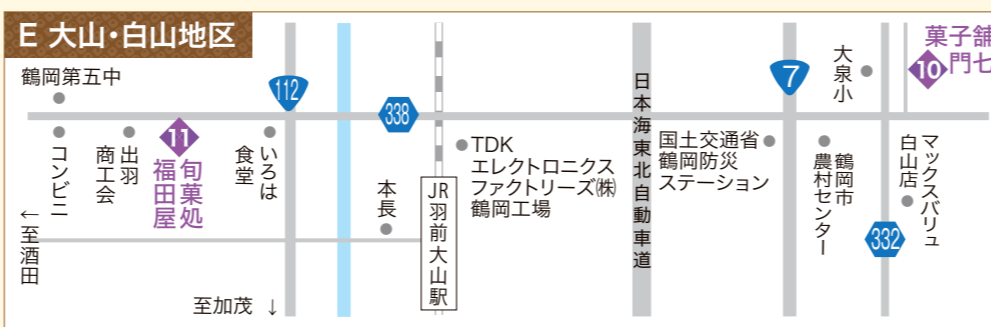 E 大山・白山地区
鶴岡第五中
コンビニ
出羽
商工会
11
旬菓処
福田屋
いろは
食堂
112
338
本長
JR羽前大山駅
TDK
エレクトロニクス
ファクトリーズ㈱
鶴岡工場
日本海東北自動車道
国土交通省
鶴岡防災
ステーション
7
大泉小
鶴岡市
農村センター
菓子舗
10
門七
マックスバリュ
白山店
332
←至酒田
至加茂 ↓